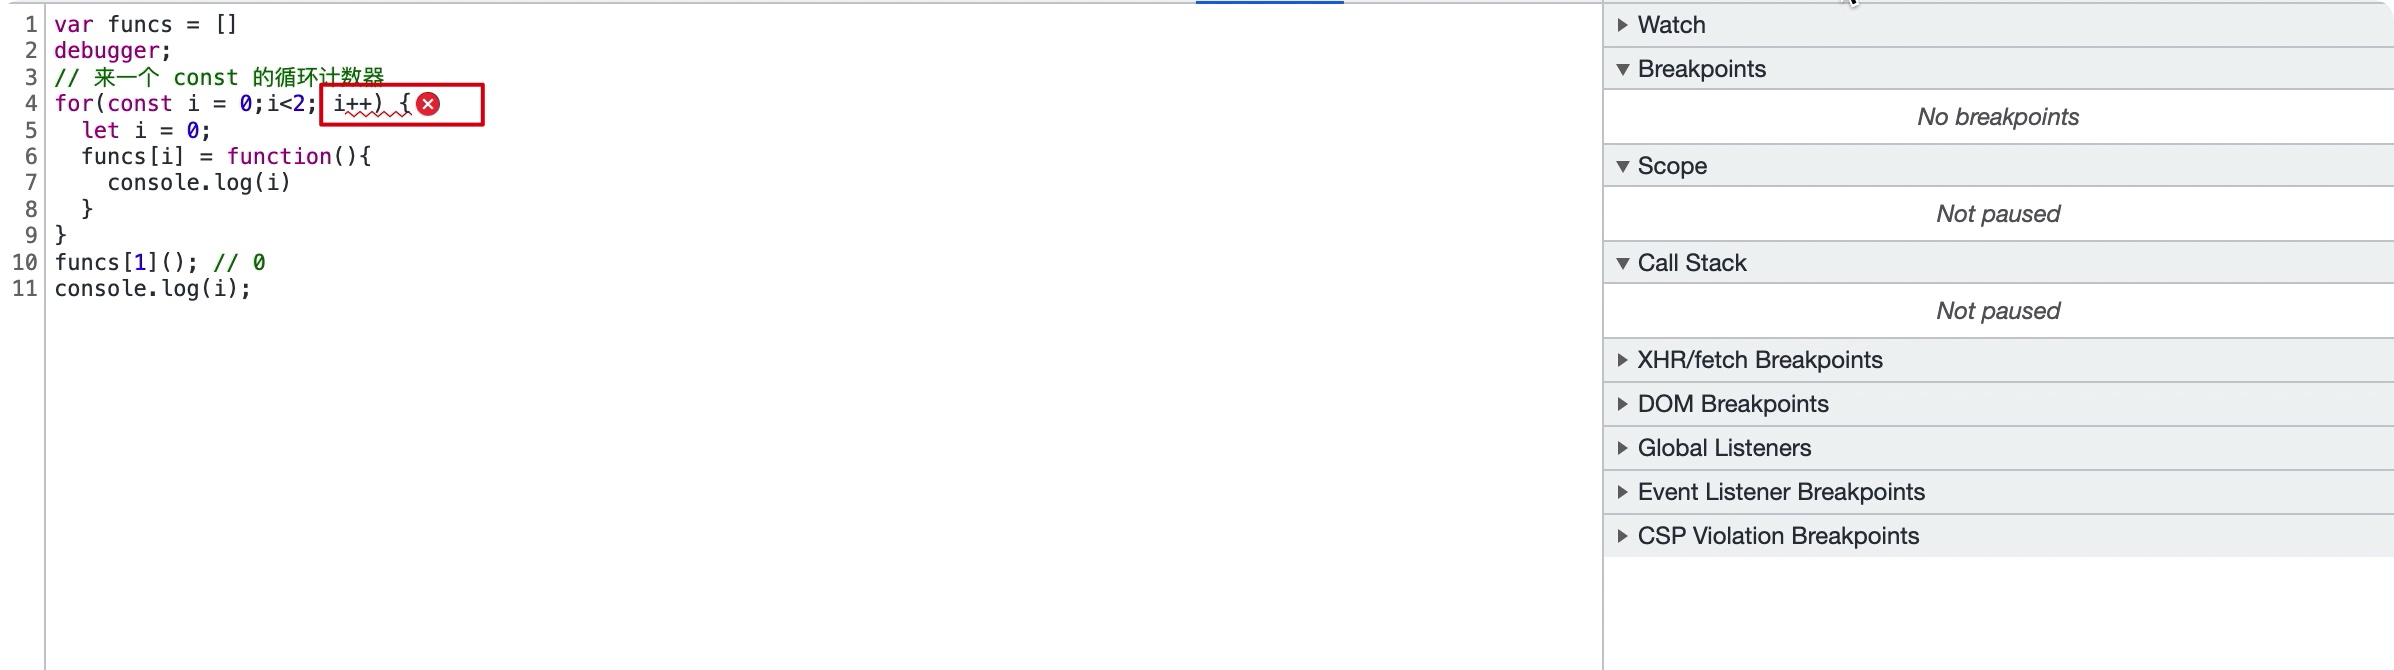 1 var funcs = []
2 debugger;
3 // 来一个 const 的循环计数器
4 for(const i = 0;i<2; i++) {
5 let i = 0;
6 funcs[i] = function(){
7 console.log(i)
8 }
9 }
10 funcs[1](); // 0
11 console.log(i);
Watch
Breakpoints
No breakpoints
Scope
Not paused
Call Stack
Not paused
XHR/fetch Breakpoints
DOM Breakpoints
Global Listeners
Event Listener Breakpoints
CSP Violation Breakpoints